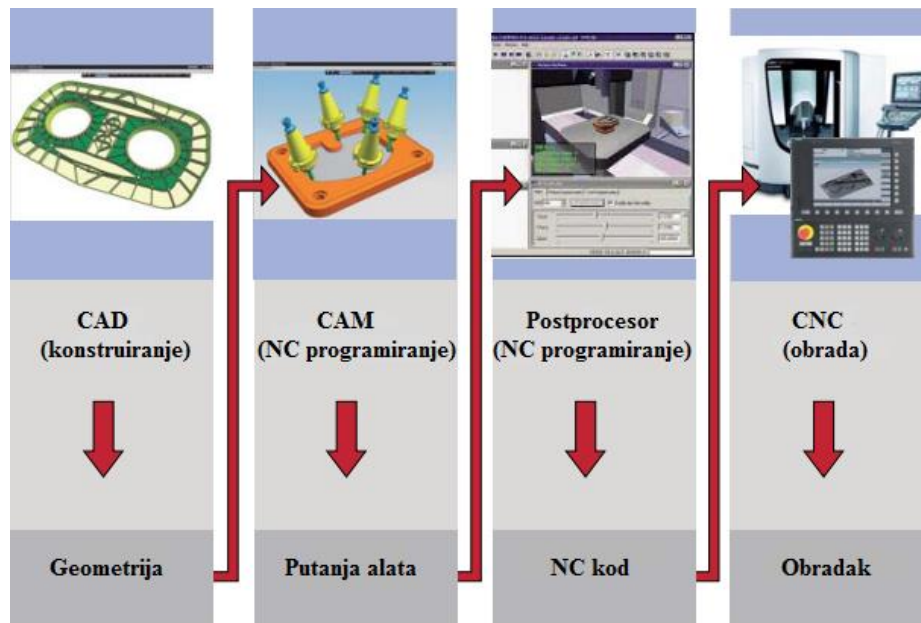 CAD
(konstruiranje)
Geometrija
CAM
(NC programiranje)
Putanja alata
Postprocesor
(NC programiranje)
NC kod
CNC
(obrada)
Obradak